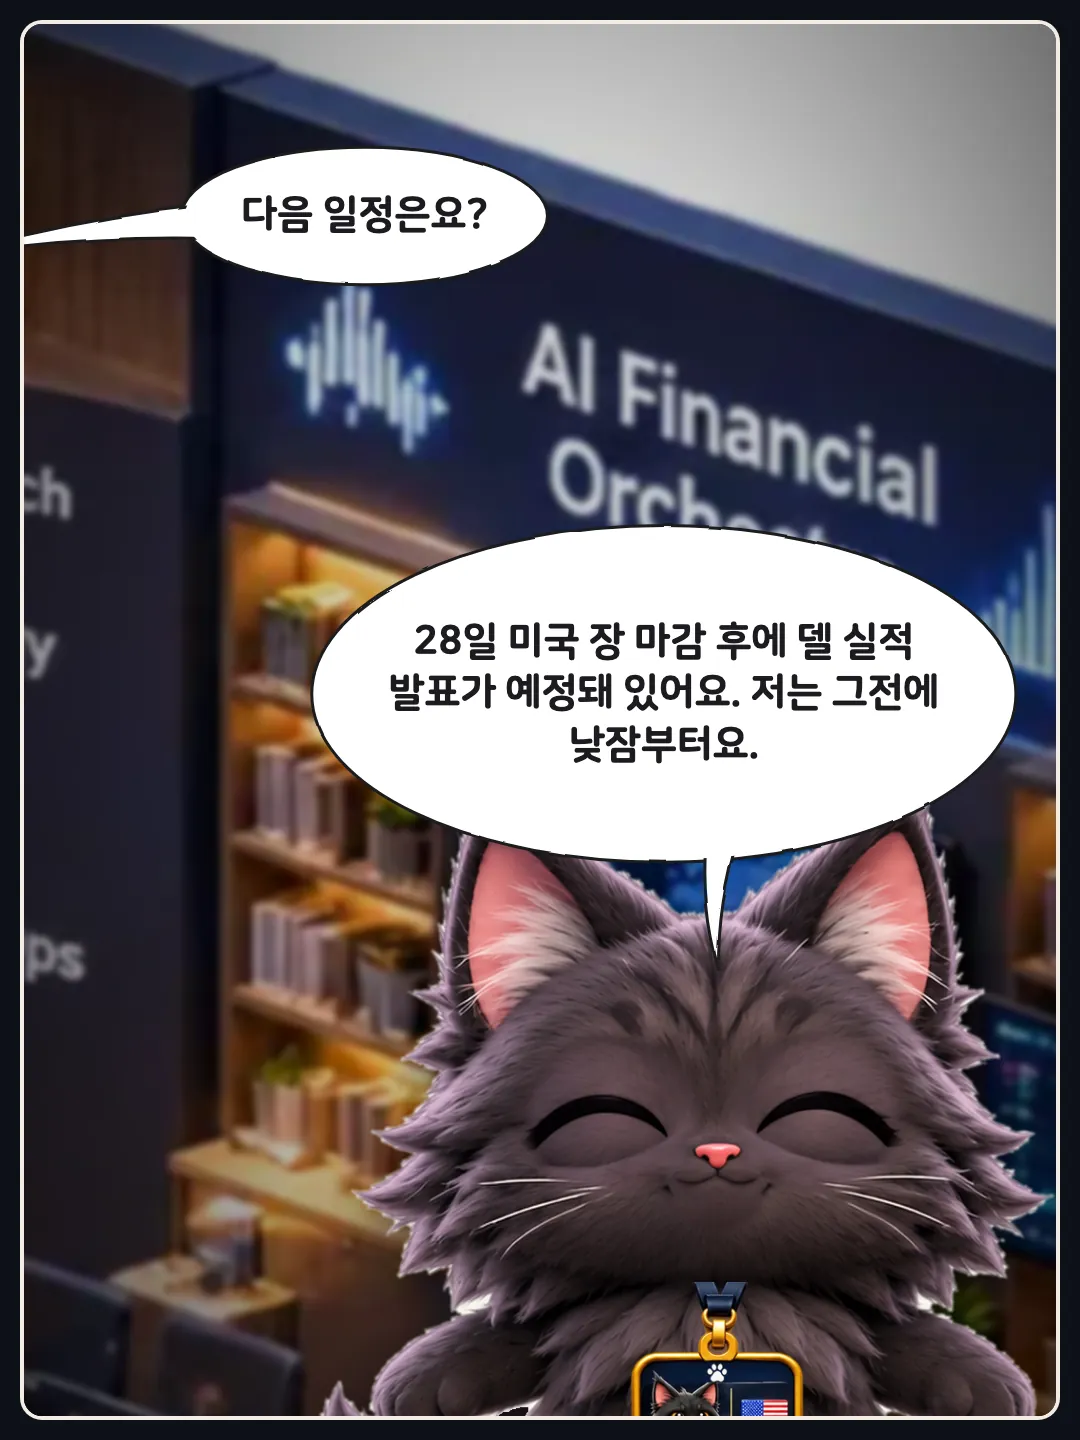 다음 일정은요?
AI Financial
28일 미국 장 마감 후에 델 실적
발표가 예정돼 있어요. 저는 그전에
낮잠부터요.
ch
y
ps